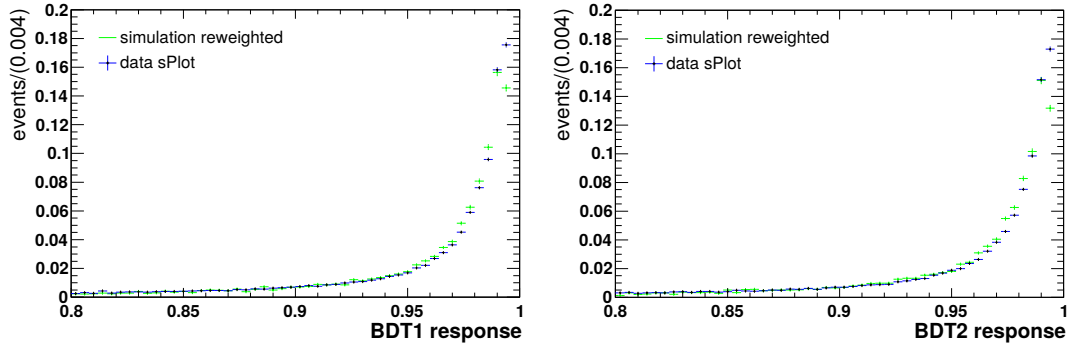 events/(0.004)
0.2
0.18
0.16
0.14
0.12
0.1
0.08
0.06
0.04
0.02
0
simulation reweighted
data sPlot
0.8 0.85 0.9 0.95 1
BDT1 response
events/(0.004)
0.2
0.18
0.16
0.14
0.12
0.1
0.08
0.06
0.04
0.02
0
simulation reweighted
data sPlot
0.8 0.85 0.9 0.95 1
BDT2 response